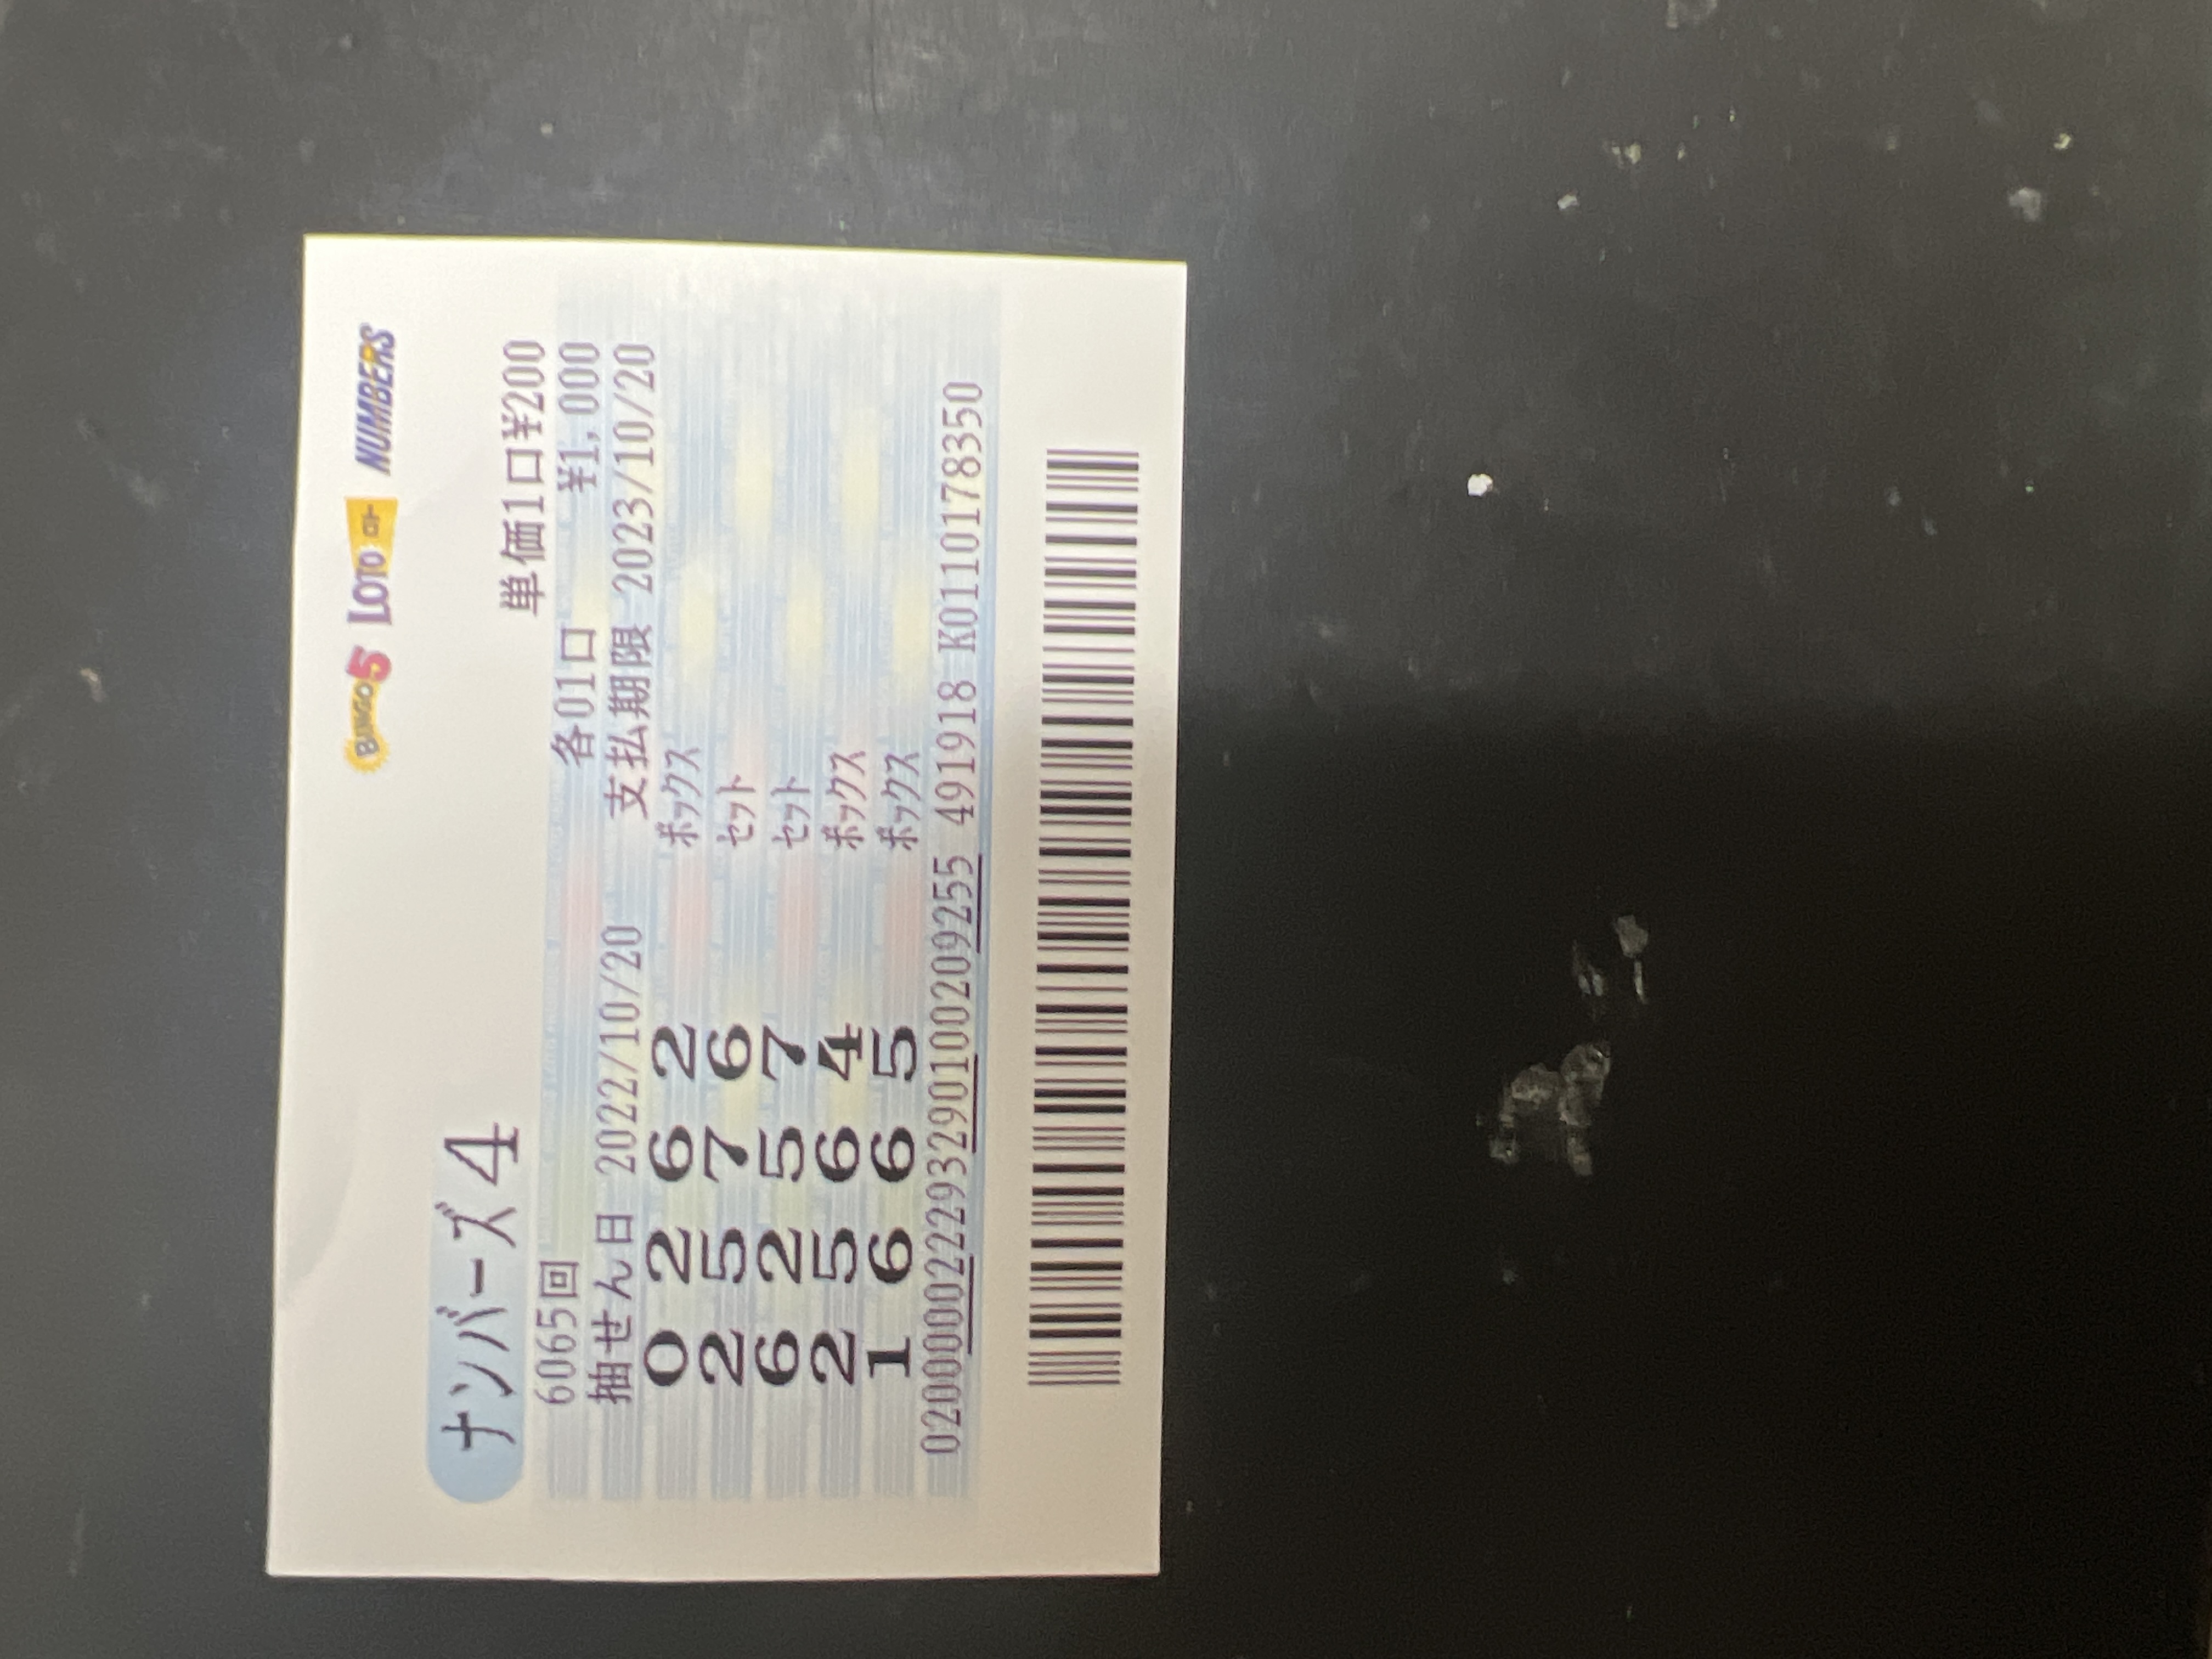 BINGO5 LOTO ロト NUMBERS
ナンバーズ4
単価1口¥200
6065回 各01口 ¥1,000
抽せん日 2022/10/20 支払期限 2023/10/20
0 2 6 2 ボックス
2 5 7 6 セット
6 2 5 7 セット
2 5 6 4 ボックス
1 6 6 5 ボックス
020000022293290100209255 491918 K0110178350